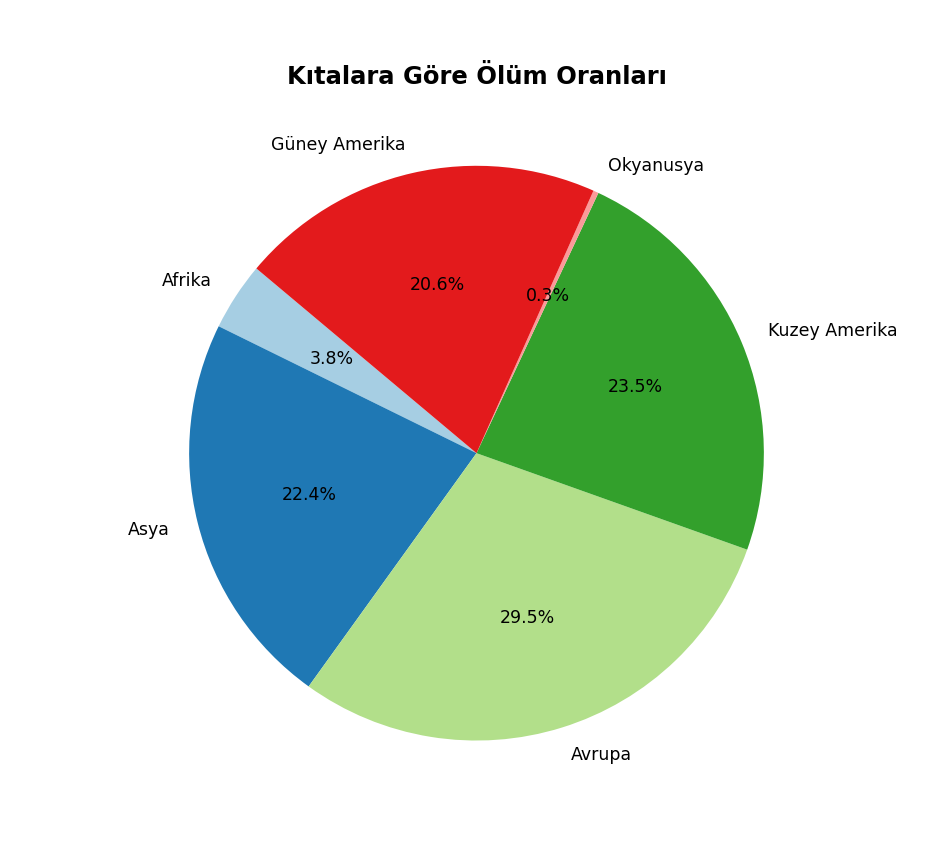 Kıtalara Göre Ölüm Oranları
Güney Amerika
Okyanusya
Afrika
20.6%
0.3%
Kuzey Amerika
3.8%
23.5%
22.4%
Asya
29.5%
Avrupa